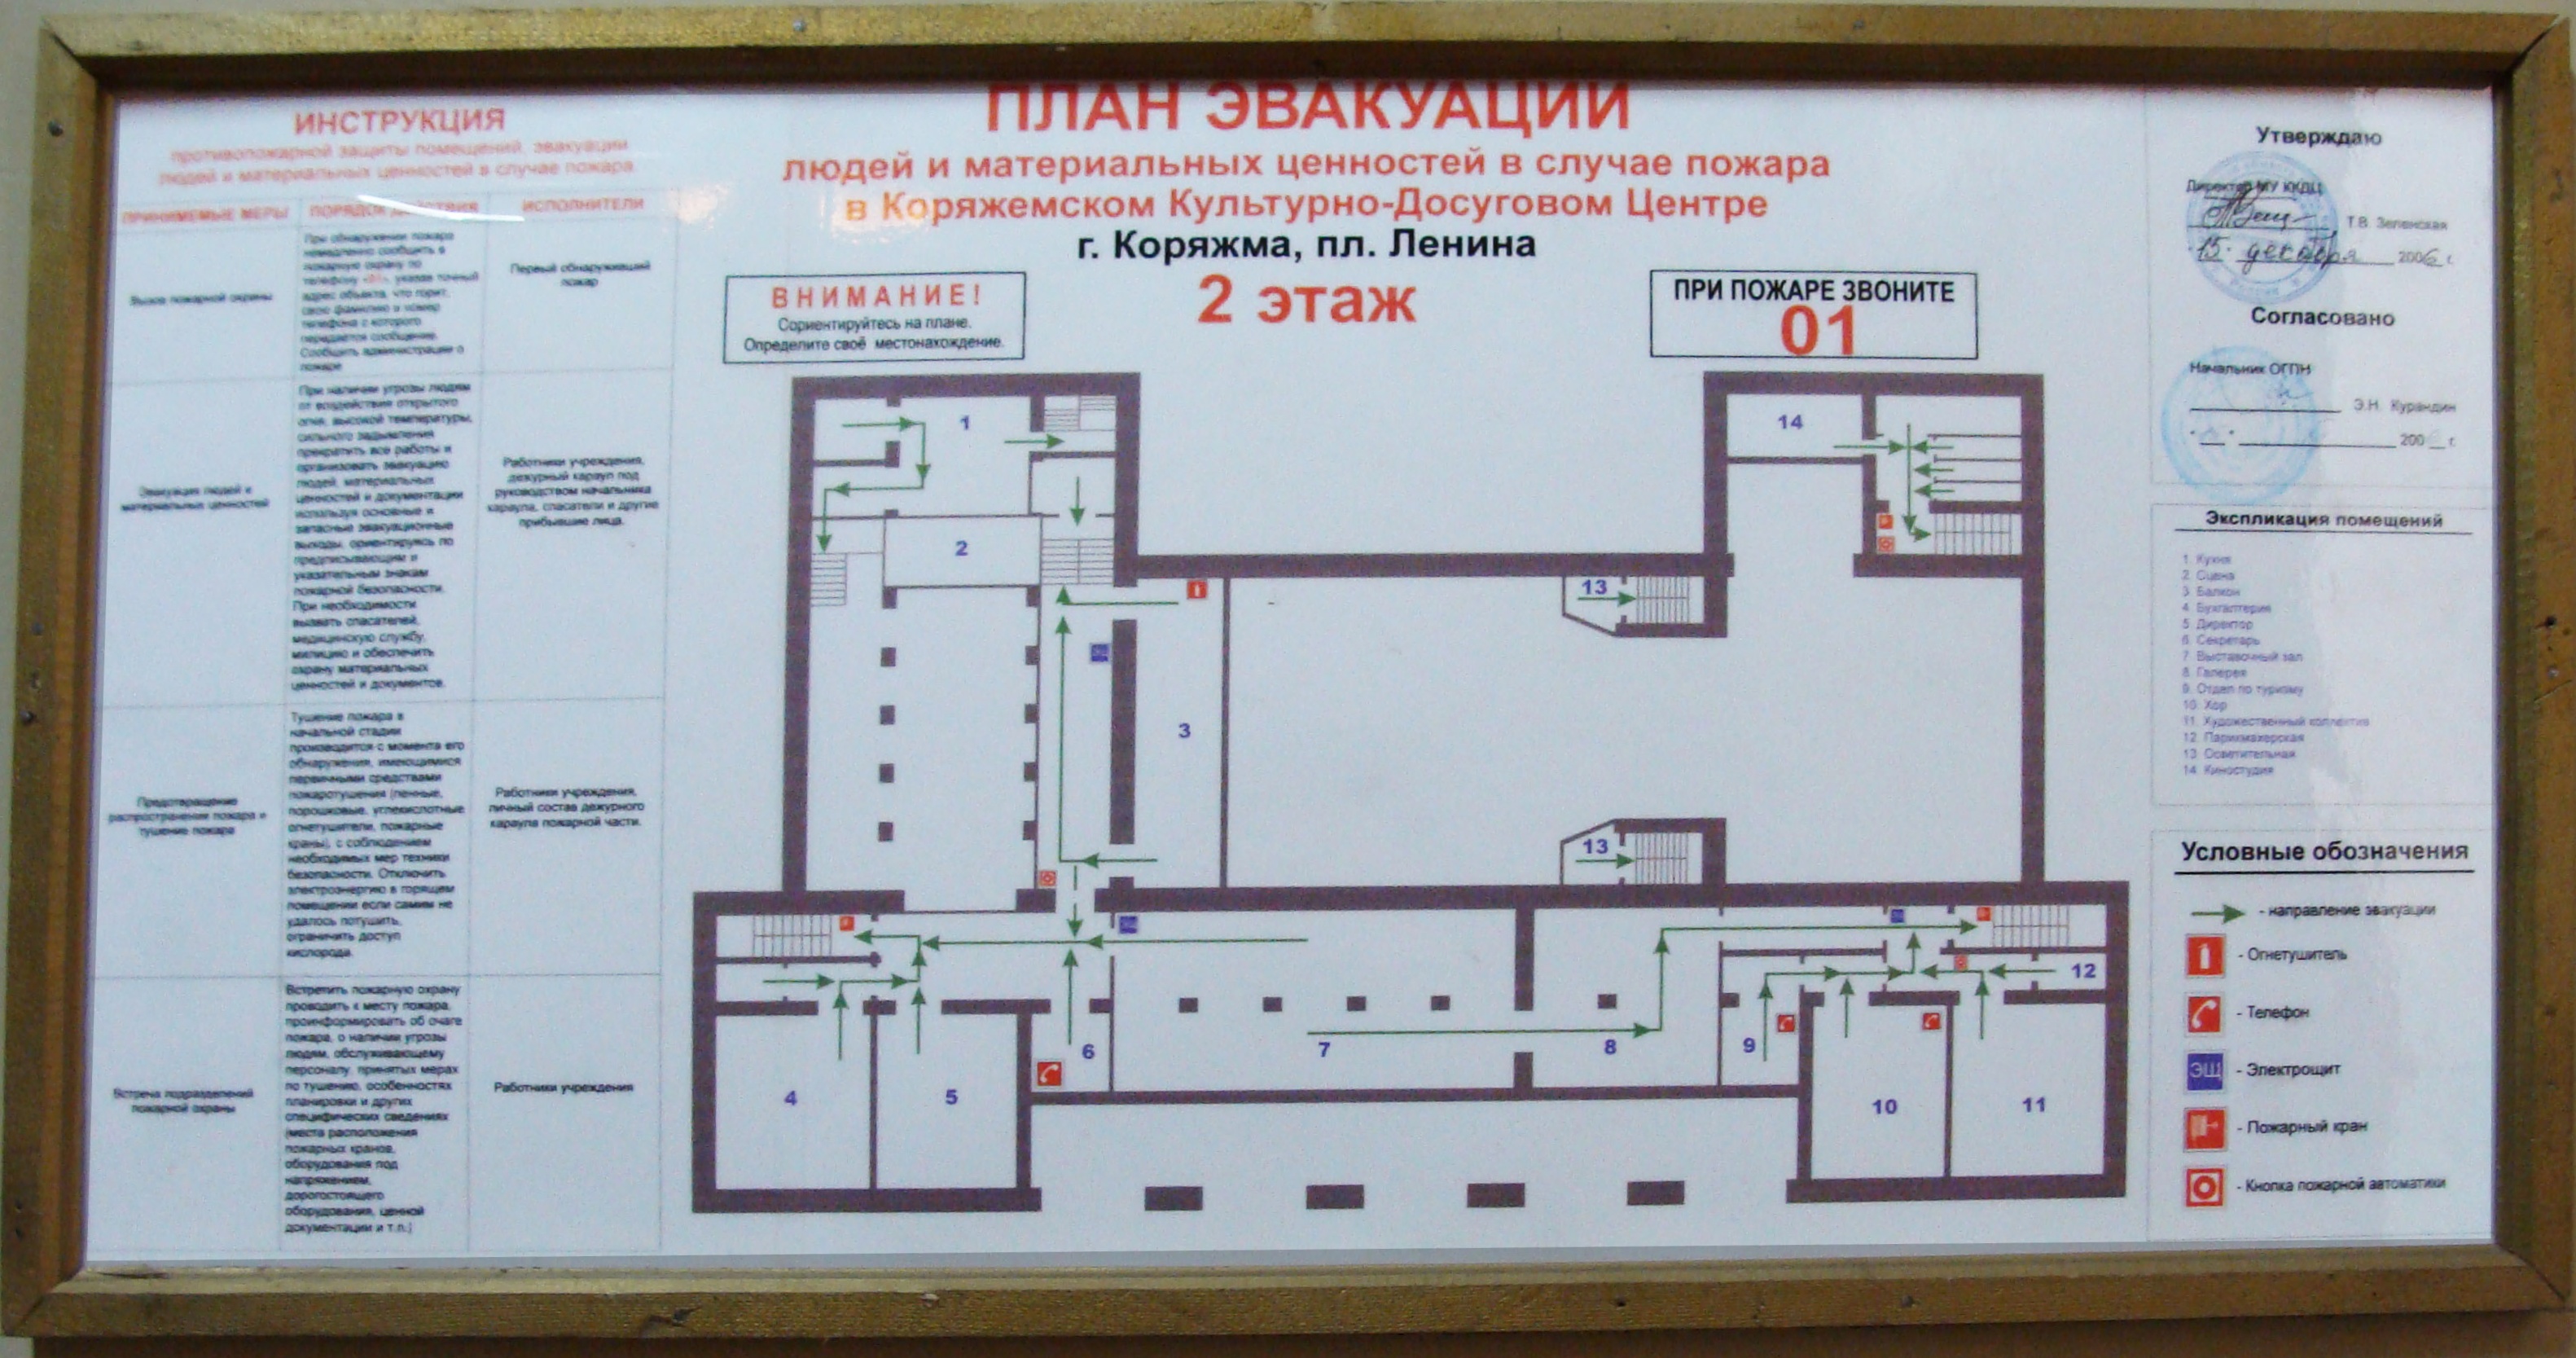 ПЛАН ЭВАКУАЦИИ
людей и материальных ценностей в случае пожара
в Коряжемском Культурно-Досуговом Центре
г. Коряжма, пл. Ленина
2 этаж
ВНИМАНИЕ!
Сориентируйтесь на плане.
Определите своё местонахождение.
ПРИ ПОЖАРЕ ЗВОНИТЕ
01
ИНСТРУКЦИЯ
противопожарной защиты помещений, эвакуации
людей и материальных ценностей в случае пожара
ПРИНИМЕМЫЕ МЕРЫ
ПОРЯДОК ДЕЙСТВИЯ
ИСПОЛНИТЕЛИ
Вызов пожарной охраны
При обнаружении пожара
немедленно сообщить в
пожарную охрану по
телефону «01», указав точный
адрес объекта, что горит,
свою фамилию и номер
телефона с которого
передается сообщение.
Сообщить администрации о
пожаре
Первый обнаруживший
пожар
Эвакуация людей и
материальных ценностей
При наличии угрозы людям
от воздействия открытого
огня, высокой температуры,
сильного задымления
прекратить все работы и
организовать эвакуацию
людей, материальных
ценностей и документации
используя основные и
запасные эвакуационные
выходы, ориентируясь по
предписывающим и
указательным знакам
пожарной безопасности.
При необходимости
вызвать спасателей,
медицинскую службу,
милицию и обеспечить
охрану материальных
ценностей и документов.
Работники учреждения,
дежурный караул под
руководством начальника
караула, спасатели и другие
прибывшие лица.
Предотвращение
распространения пожара и
тушение пожара
Тушение пожара в
начальной стадии
производится с момента его
обнаружения, имеющимися
первичными средствами
пожаротушения (пенные,
порошковые, углекислотные
огнетушители, пожарные
краны), с соблюдением
необходимых мер техники
безопасности. Отключить
электроэнергию в горящем
помещении если самим не
удалось потушить,
ограничить доступ
кислорода.
Работники учреждения,
личный состав дежурного
караула пожарной части.
Встреча подразделений
пожарной охраны
Встретить пожарную охрану
проводить к месту пожара,
проинформировать об очаге
пожара, о наличии угрозы
людям, обслуживающему
персоналу, принятых мерах
по тушению, особенностях
планировки и других
специфических сведениях
(места расположения
пожарных кранов,
оборудования под
напряжением,
дорогостоящего
оборудования, ценной
документации и т.п.)
Работники учреждения
1
2
3
13
14
13
4
5
6
7
8
9
10
11
12
Утверждаю
Директор МУ ККДЦ
Т.В. Зеленская
15 декабря 2006 г.
Согласовано
Начальник ОГПН
Э.Н. Курандин
200 г.
Экспликация помещений
1. Кухня
2. Сцена
3. Балкон
4. Бухгалтерия
5. Директор
6. Секретарь
7. Выставочный зал
8. Галерея
9. Отдел по туризму
10. Хор
11. Художественный коллектив
12. Парикмахерская
13. Осветительная
14. Киностудия
Условные обозначения
- направление эвакуации
- Огнетушитель
- Телефон
ЭЩ - Электрощит
- Пожарный кран
- Кнопка пожарной автоматики